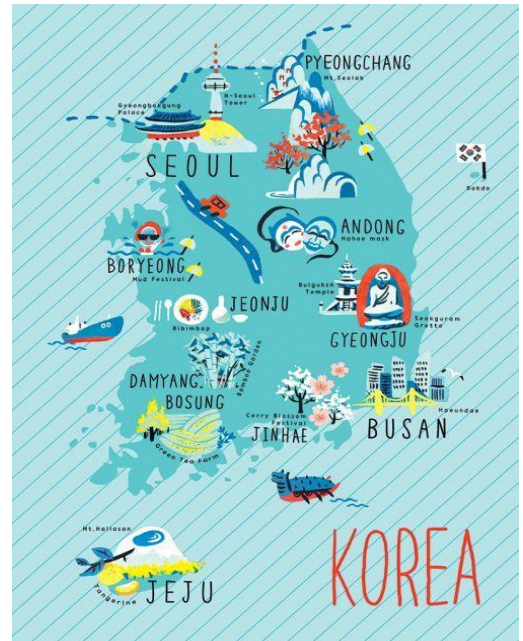 PYEONGCHANG
Mt. Seolak
N-Seoul
Tower
Gyeongbokgung
Palace
SEOUL
Dokdo
ANDONG
Hahoe mask
BORYEONG
Mud Festival
Bulguksa
Temple
JEONJU
Bibimbap
Seokguram
Grotto
GYEONGJU
Bamboo Garden
DAMYANG
BOSUNG
Green Tea Farm
Cerry Blossom
Festival
JINHAE
Haeundae
BUSAN
Mt. Hallasan
Tangerine
JEJU
KOREA